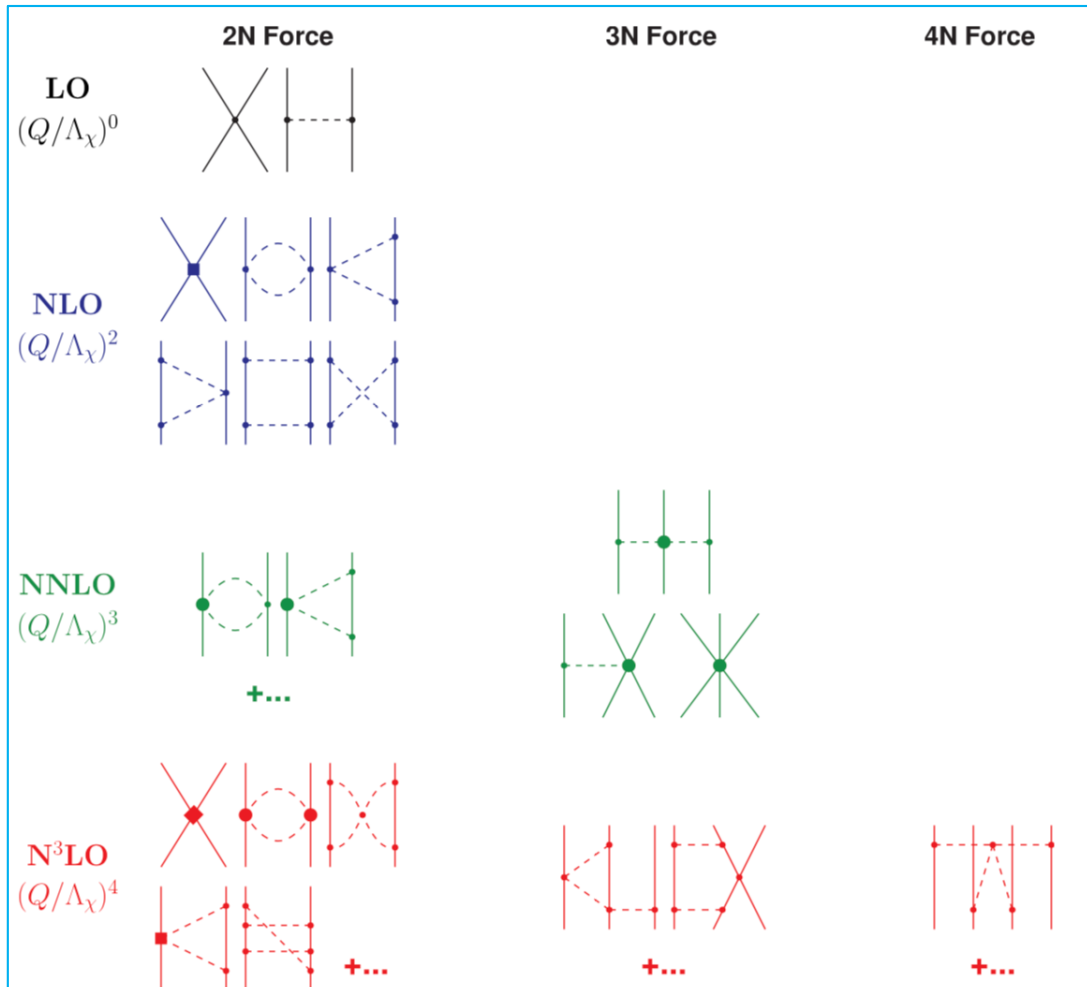 2N Force 3N Force 4N Force
LO
(Q/Λχ)⁰
NLO
(Q/Λχ)²
NNLO
(Q/Λχ)³
+...
N³LO
(Q/Λχ)⁴
+... +... +...